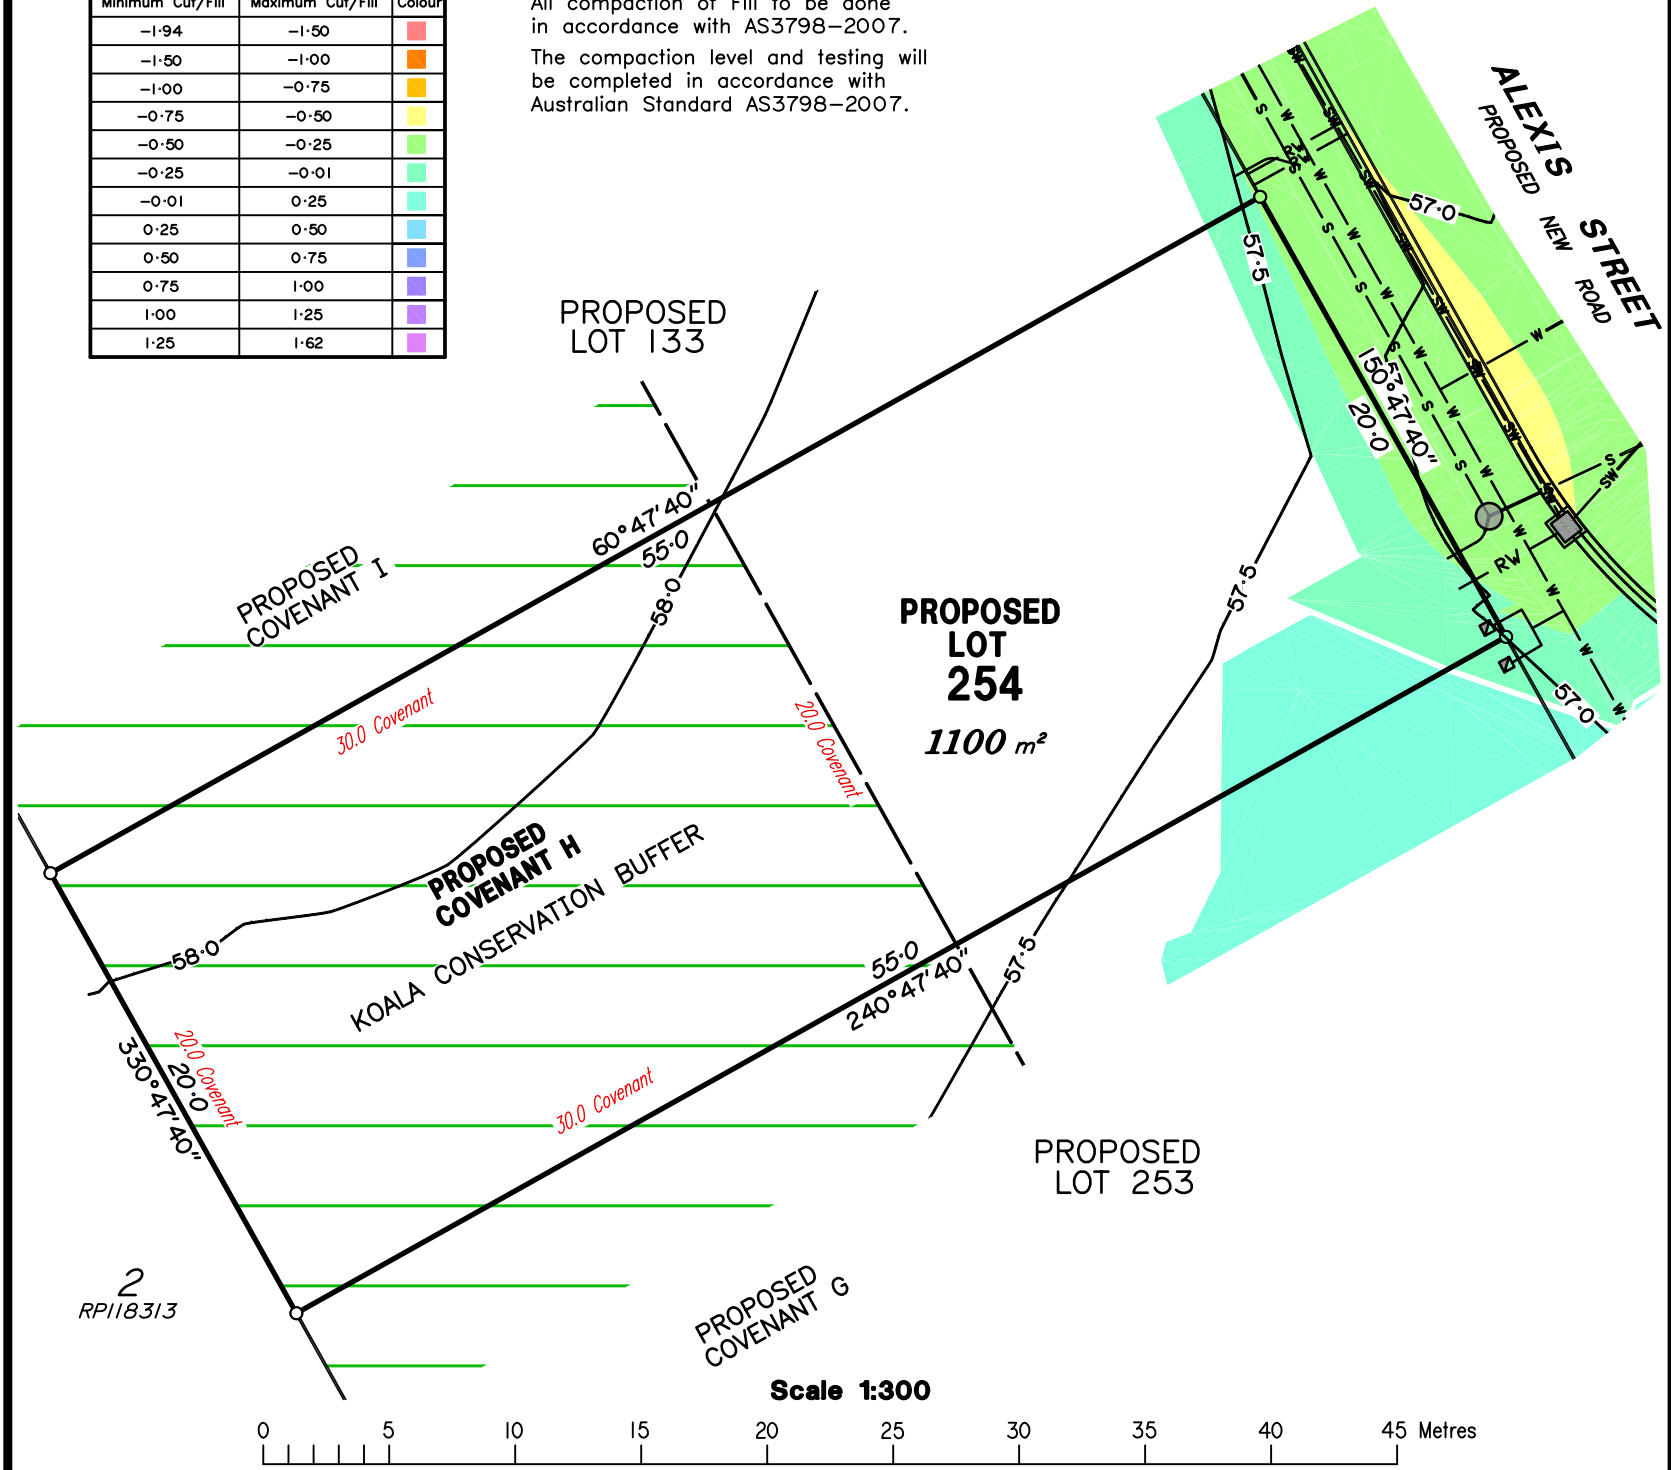 Minimum Cut/Fill Maximum Cut/Fill Colour
-1·94 -1·50
-1·50 -1·00
-1·00 -0·75
-0·75 -0·50
-0·50 -0·25
-0·25 -0·01
-0·01 0·25
0·25 0·50
0·50 0·75
0·75 1·00
1·00 1·25
1·25 1·62
All compaction of Fill to be done
in accordance with AS3798-2007.
The compaction level and testing will
be completed in accordance with
Australian Standard AS3798-2007.
ALEXIS STREET
PROPOSED NEW ROAD
57·0
57·5
150°47'40"
20·0
S
W
SW
RW
57·0
PROPOSED
LOT 133
60°47'40"
55·0
58·0
PROPOSED
COVENANT I
PROPOSED
LOT
254
1100 m²
57·5
30.0 Covenant
20.0 Covenant
PROPOSED
COVENANT H
KOALA CONSERVATION BUFFER
58·0
55·0
240°47'40"
57·5
20.0 Covenant
20·0
330°47'40"
30.0 Covenant
PROPOSED
LOT 253
2
RP118313
PROPOSED
COVENANT G
Scale 1:300
0 5 10 15 20 25 30 35 40 45 Metres